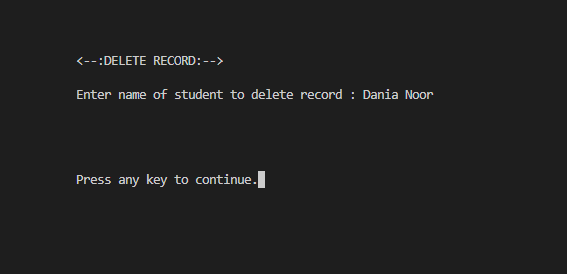 <--:DELETE RECORD:-->
Enter name of student to delete record : Dania Noor
Press any key to continue.